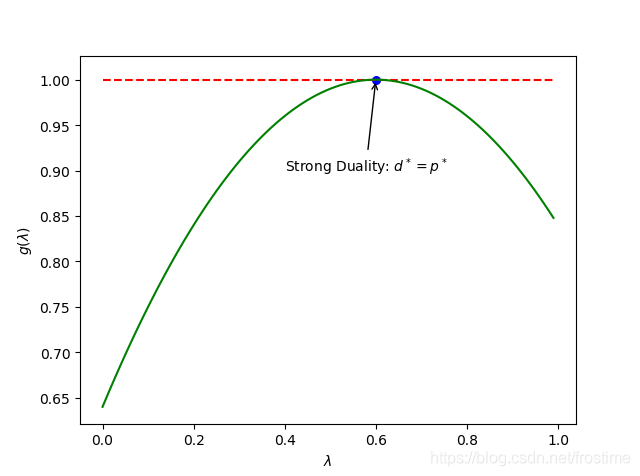 1.00
0.95
0.90
0.85
0.80
0.75
0.70
0.65
g(λ)
Strong Duality: d* = p*
0.0 0.2 0.4 0.6 0.8 1.0
λ
https://blog.csdn.net/frostime